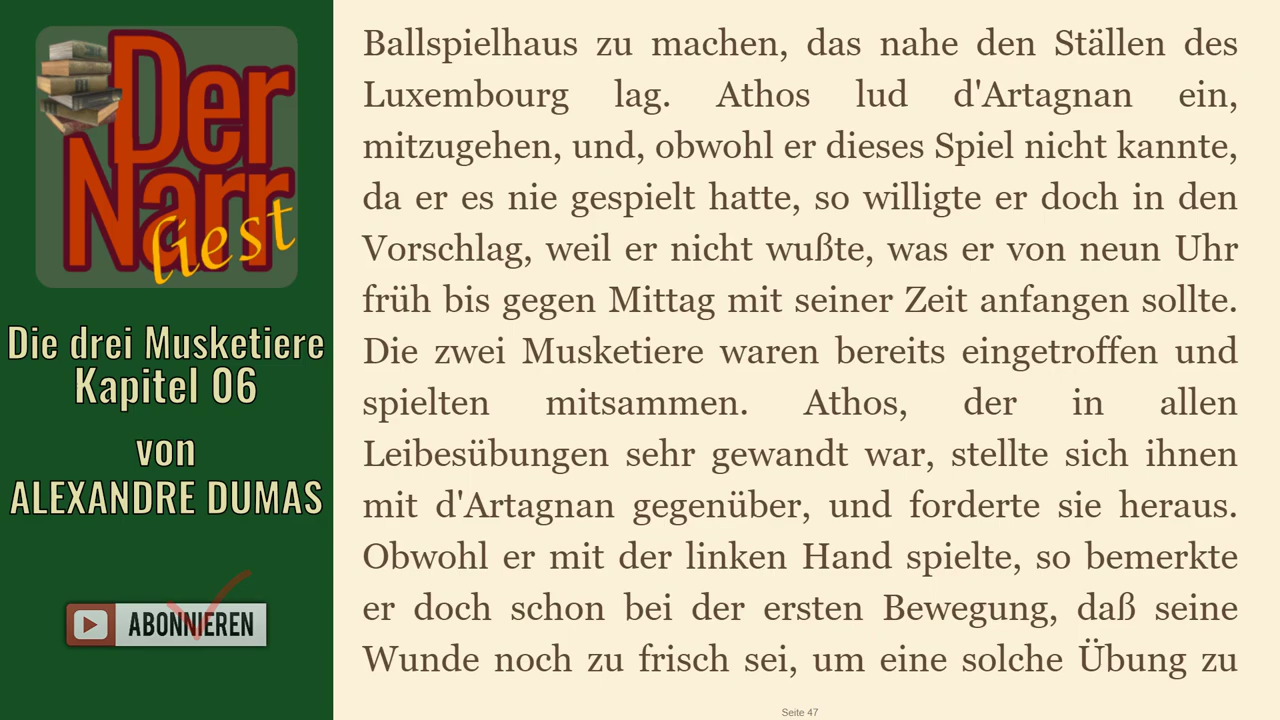 Der
Narr
liest
Die drei Musketiere
Kapitel 06
von
ALEXANDRE DUMAS
ABONNIEREN
Ballspielhaus zu machen, das nahe den Ställen des
Luxembourg lag. Athos lud d'Artagnan ein,
mitzugehen, und, obwohl er dieses Spiel nicht kannte,
da er es nie gespielt hatte, so willigte er doch in den
Vorschlag, weil er nicht wußte, was er von neun Uhr
früh bis gegen Mittag mit seiner Zeit anfangen sollte.
Die zwei Musketiere waren bereits eingetroffen und
spielten mitsammen. Athos, der in allen
Leibesübungen sehr gewandt war, stellte sich ihnen
mit d'Artagnan gegenüber, und forderte sie heraus.
Obwohl er mit der linken Hand spielte, so bemerkte
er doch schon bei der ersten Bewegung, daß seine
Wunde noch zu frisch sei, um eine solche Übung zu
Seite 47